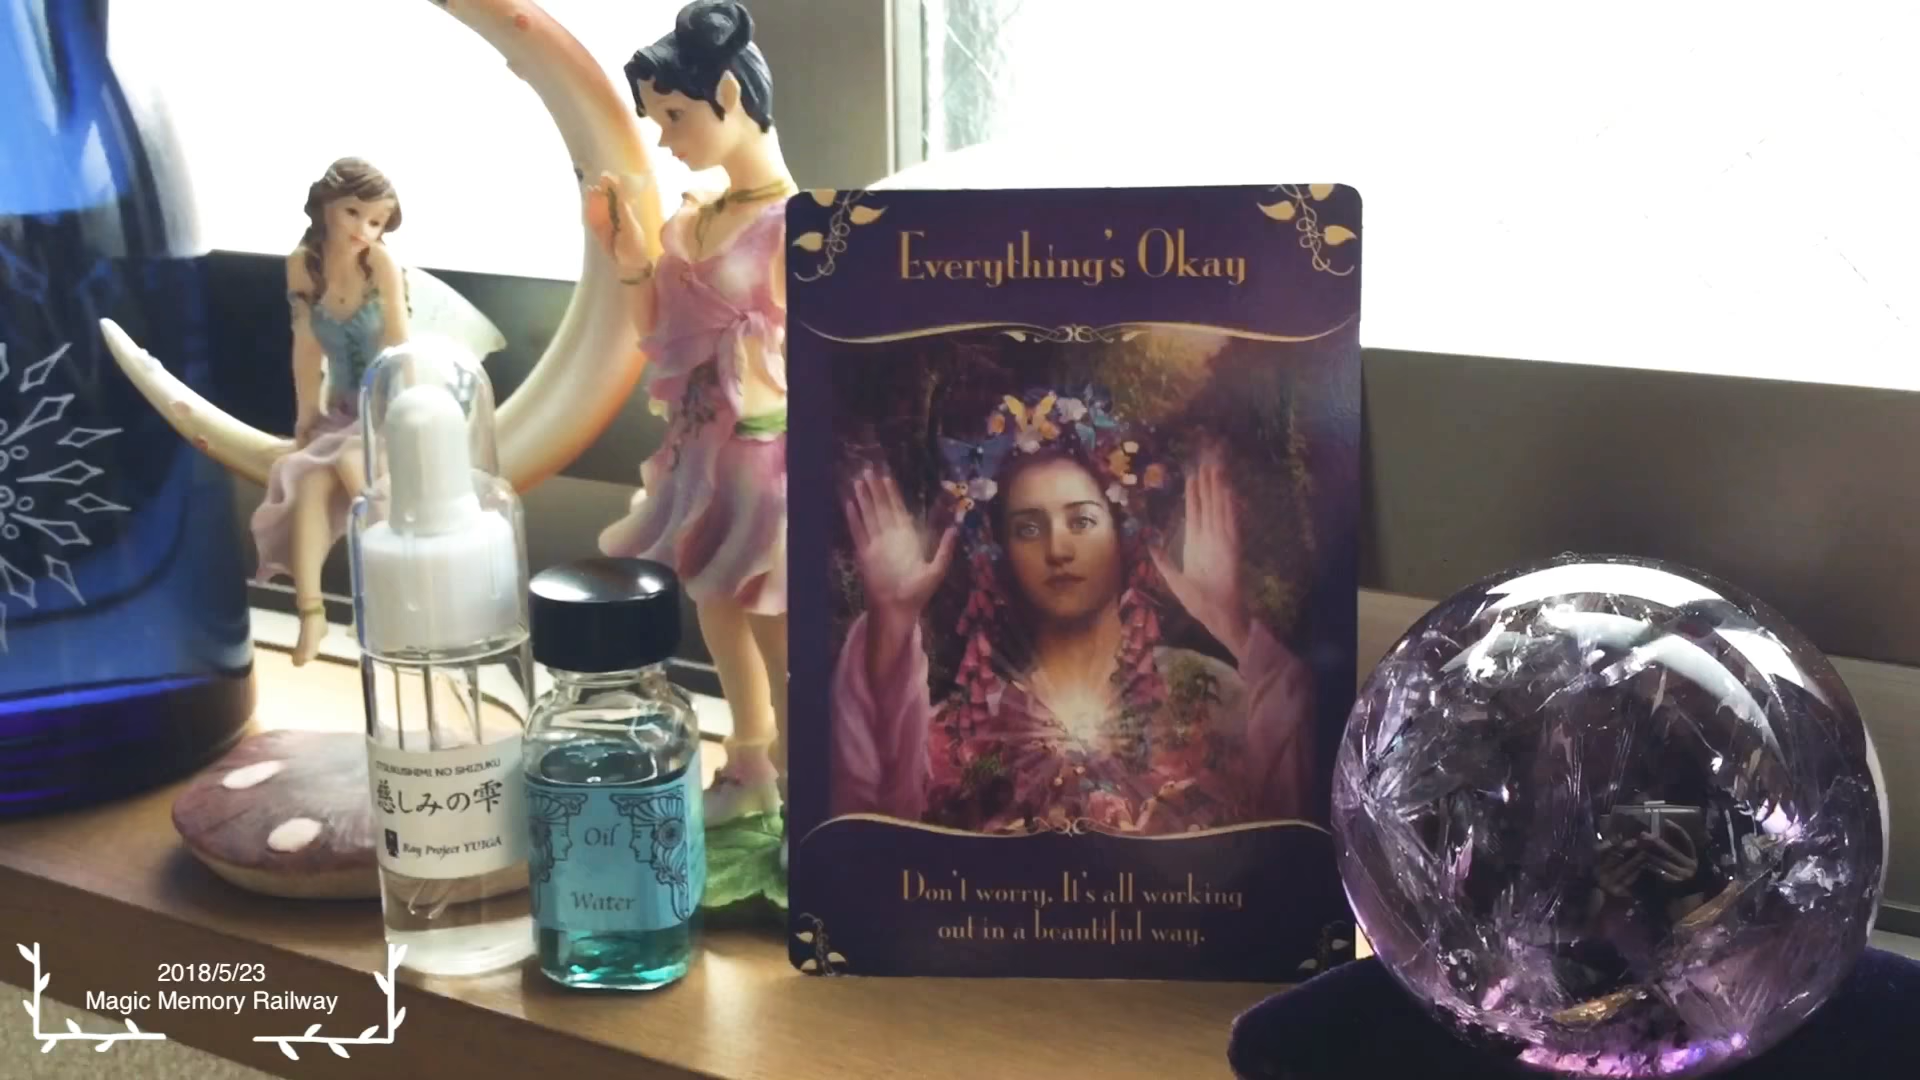 Everything's Okay
Don't worry. It's all working
out in a beautiful way.
ITSUKUSHIMI NO SHIZUKU
慈しみの雫
Ray Project YUIGA
Oil
Water
2018/5/23
Magic Memory Railway